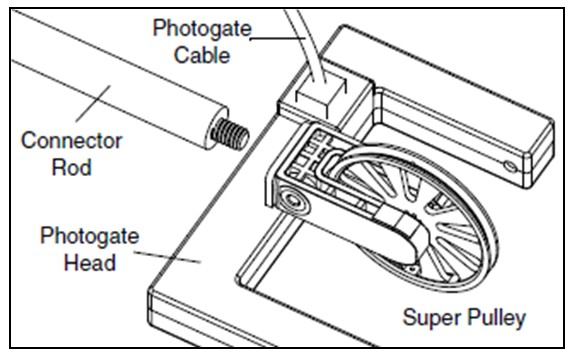 Photogate
Cable
Connector
Rod
Photogate
Head
Super Pulley